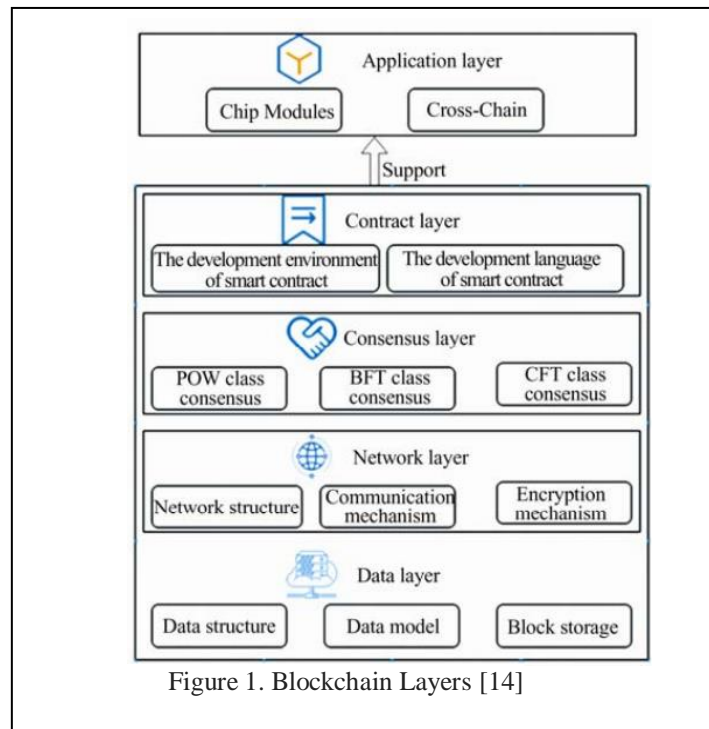 Application layer
Chip Modules
Cross-Chain
Support
Contract layer
The development environment
of smart contract
The development language
of smart contract
Consensus layer
POW class
consensus
BFT class
consensus
CFT class
consensus
Network layer
Network structure
Communication
mechanism
Encryption
mechanism
Data layer
Data structure
Data model
Block storage
Figure 1. Blockchain Layers [14]